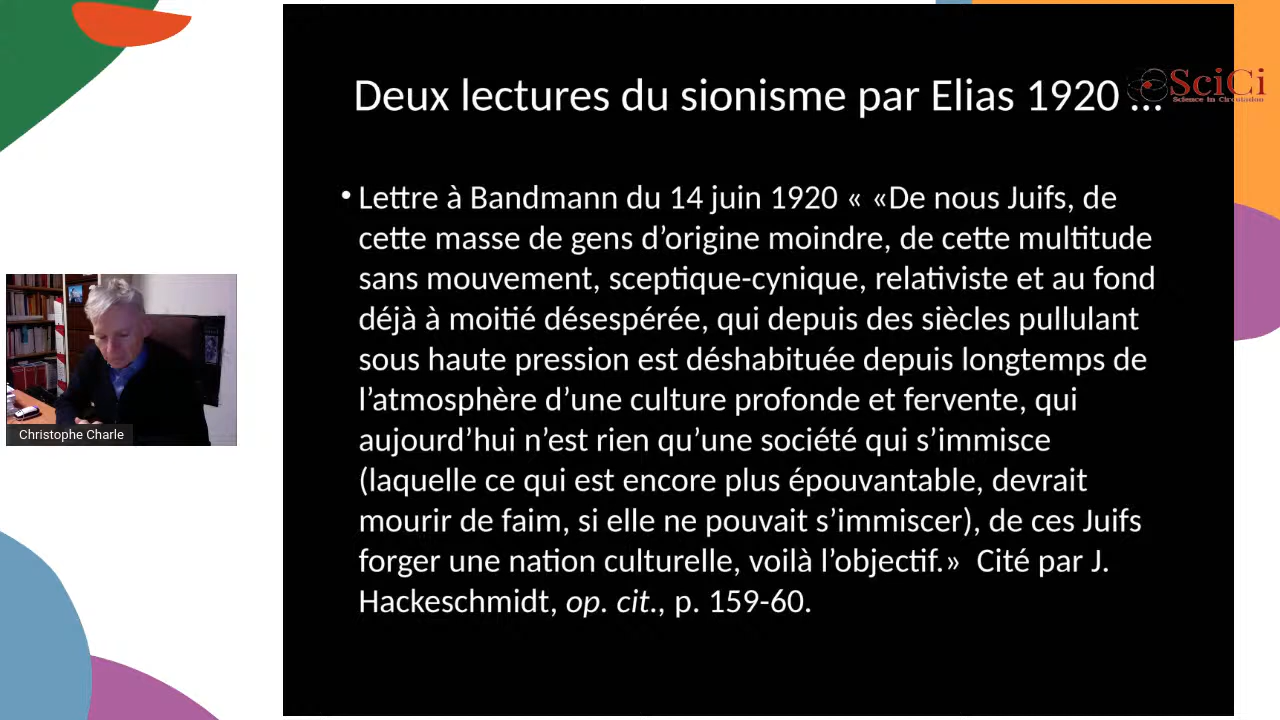 Deux lectures du sionisme par Elias 1920 ...
SciCi
Science in Circulation
• Lettre à Bandmann du 14 juin 1920 « «De nous Juifs, de
cette masse de gens d’origine moindre, de cette multitude
sans mouvement, sceptique-cynique, relativiste et au fond
déjà à moitié désespérée, qui depuis des siècles pullulant
sous haute pression est déshabituée depuis longtemps de
l’atmosphère d’une culture profonde et fervente, qui
aujourd’hui n’est rien qu’une société qui s’immisce
(laquelle ce qui est encore plus épouvantable, devrait
mourir de faim, si elle ne pouvait s’immiscer), de ces Juifs
forger une nation culturelle, voilà l’objectif.»  Cité par J.
Hackeschmidt, op. cit., p. 159-60.
Christophe Charle